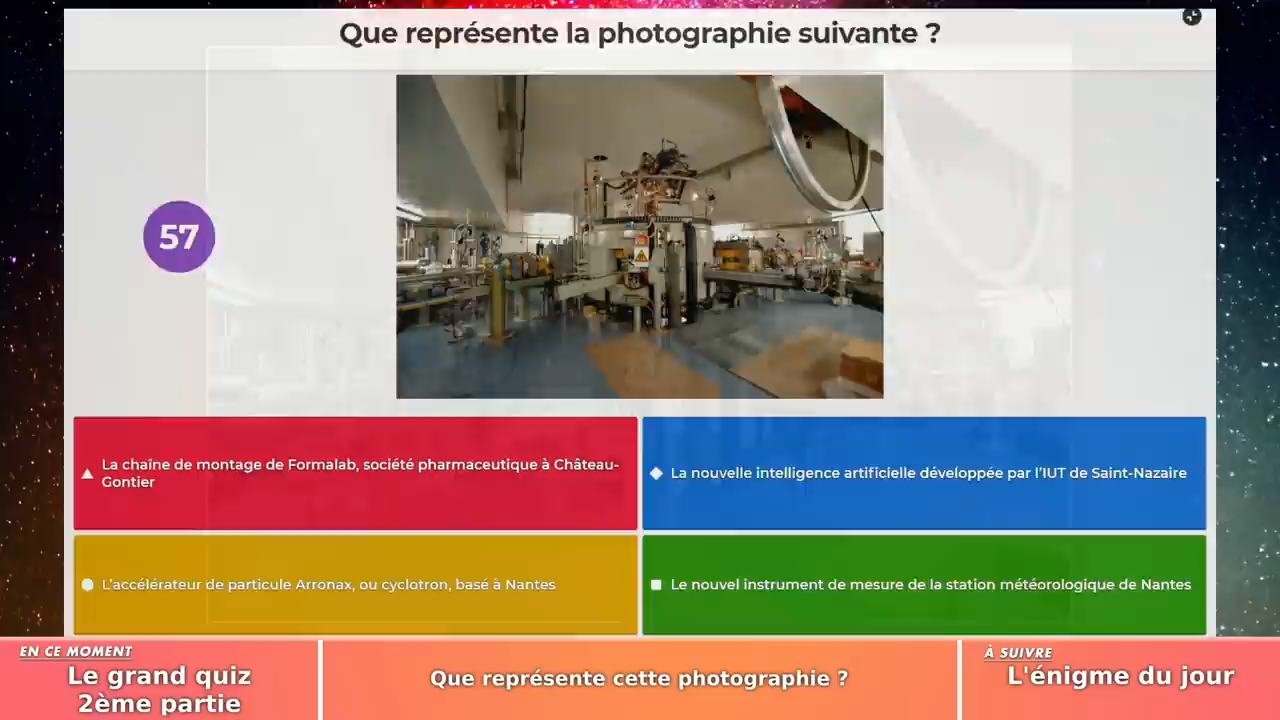 Que représente la photographie suivante ?
57
La chaîne de montage de Formalab, société pharmaceutique à Château-
Gontier
La nouvelle intelligence artificielle développée par l'IUT de Saint-Nazaire
L'accélérateur de particule Arronax, ou cyclotron, basé à Nantes
Le nouvel instrument de mesure de la station météorologique de Nantes
EN CE MOMENT
Le grand quiz
2ème partie
Que représente cette photographie ?
À SUIVRE
L'énigme du jour